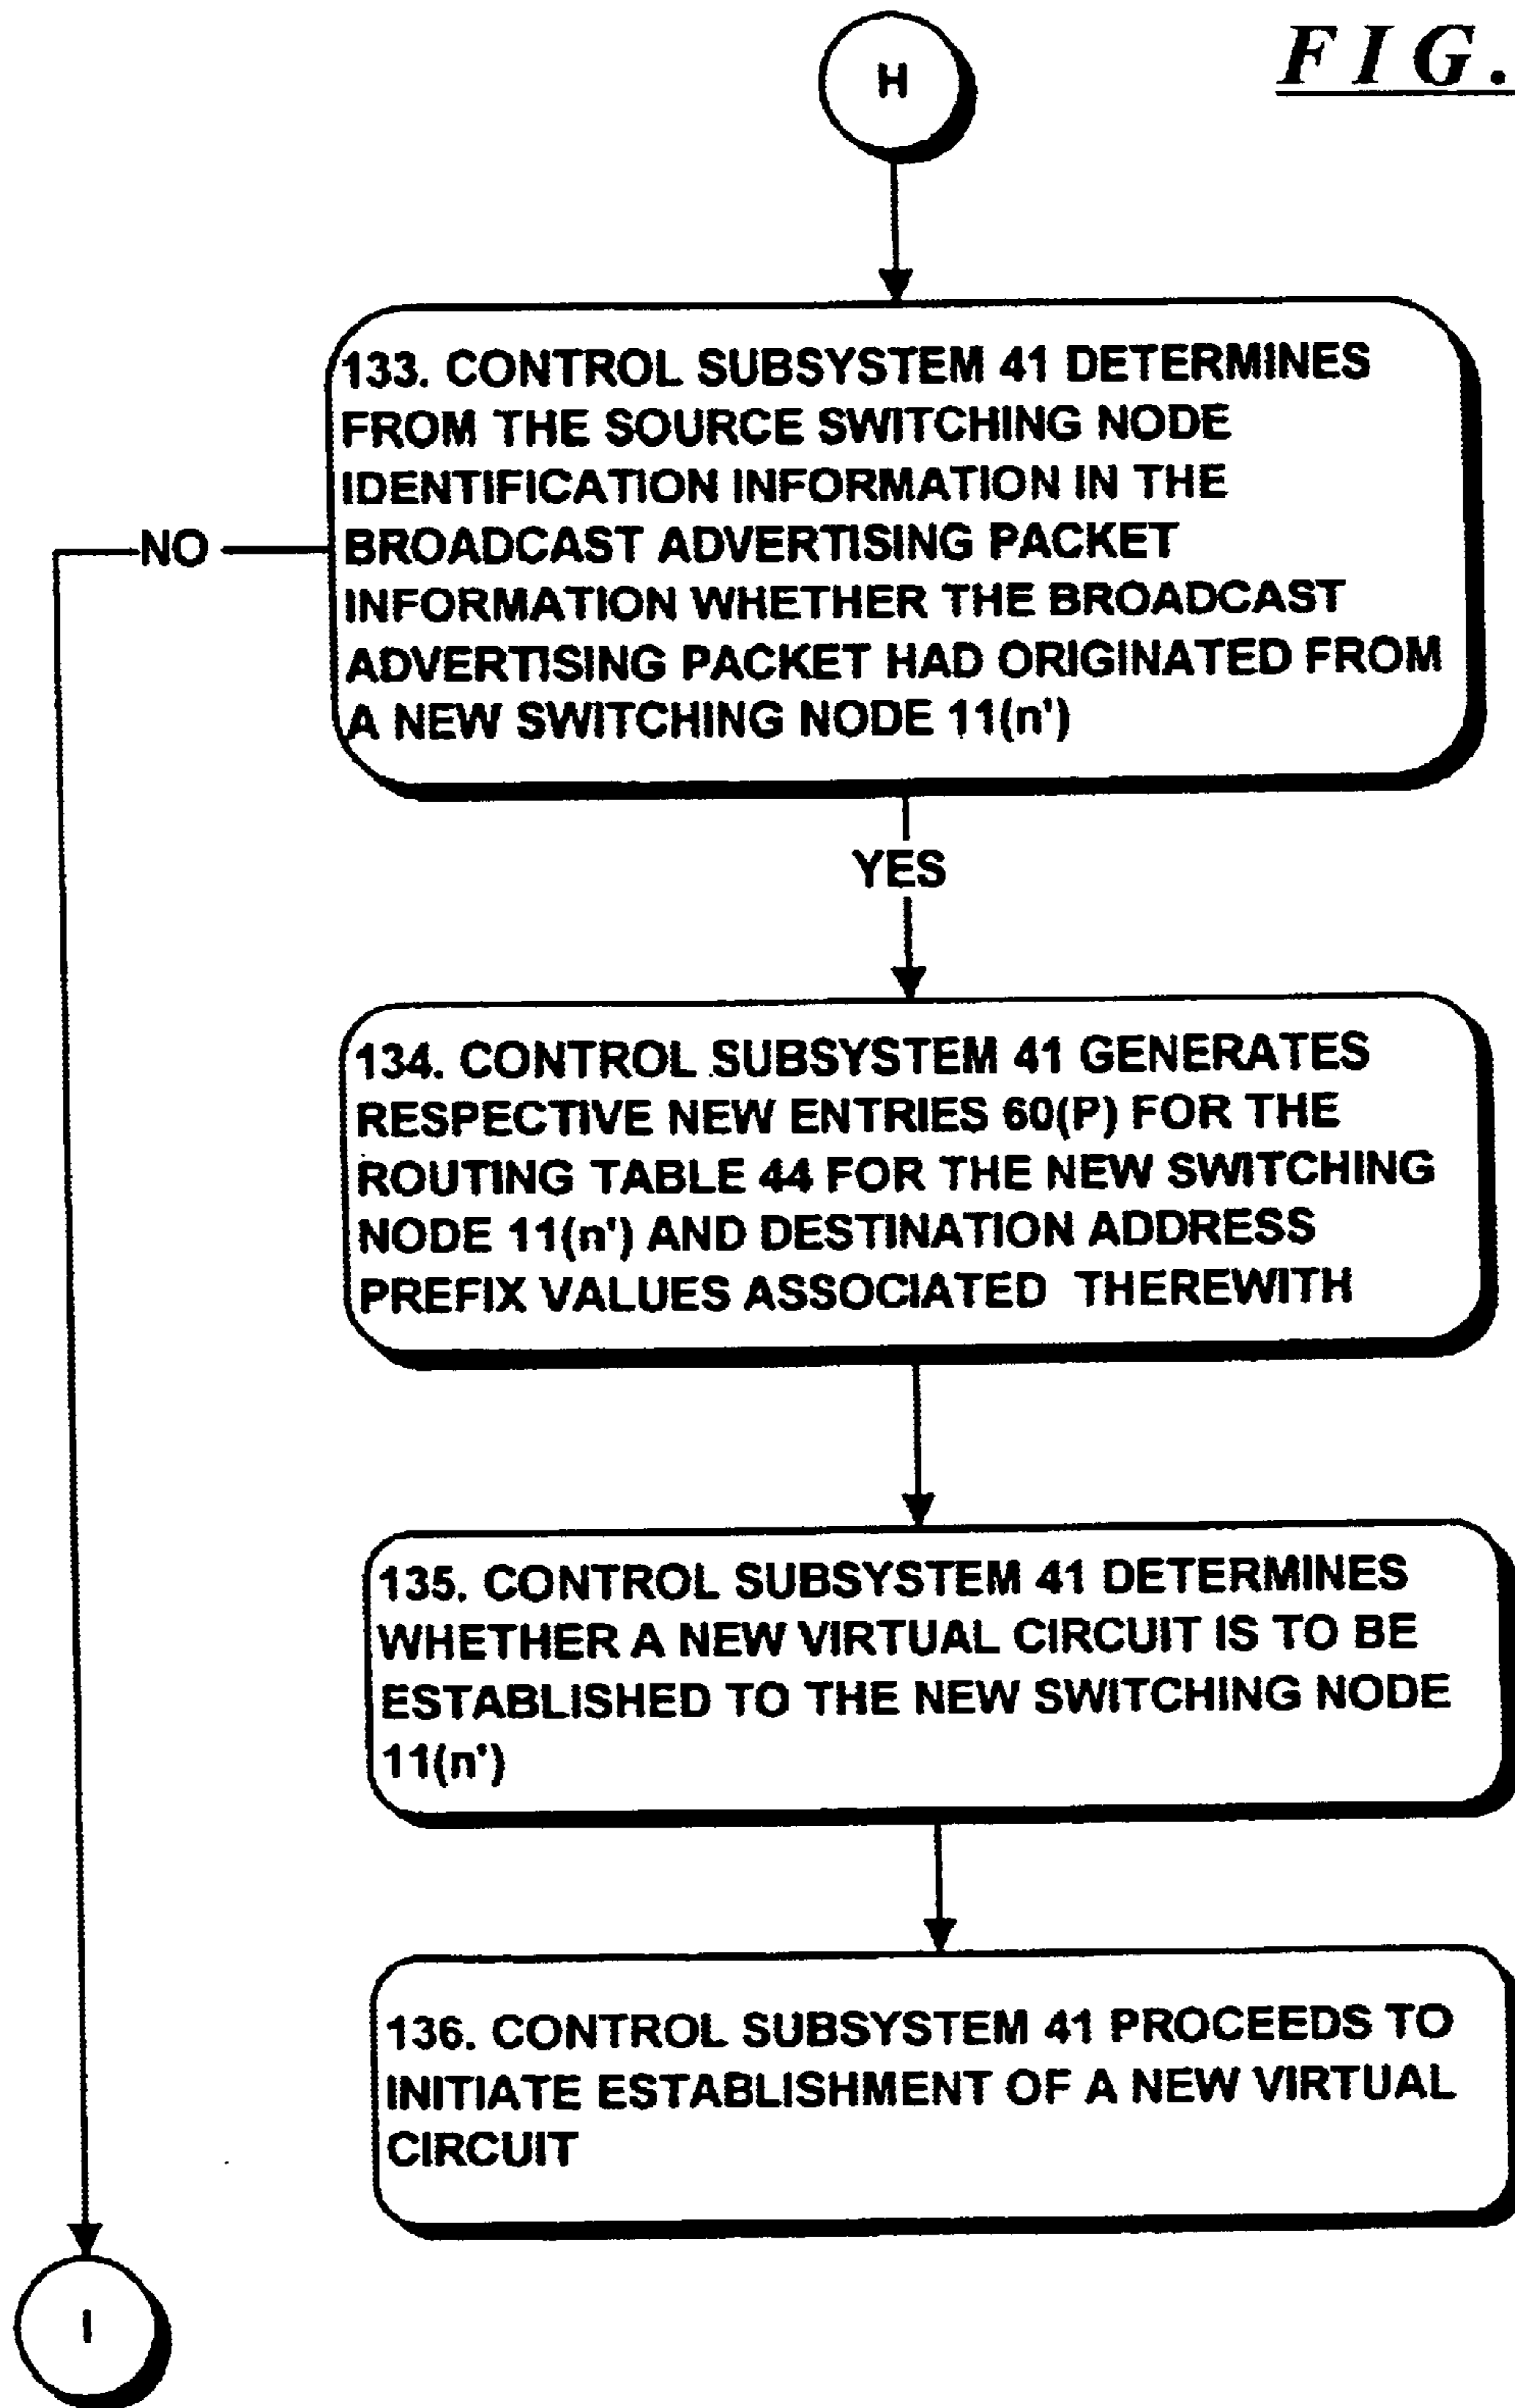 FIG.
H
133. CONTROL SUBSYSTEM 41 DETERMINES
FROM THE SOURCE SWITCHING NODE
IDENTIFICATION INFORMATION IN THE
BROADCAST ADVERTISING PACKET
INFORMATION WHETHER THE BROADCAST
ADVERTISING PACKET HAD ORIGINATED FROM
A NEW SWITCHING NODE 11(n')
NO
YES
134. CONTROL SUBSYSTEM 41 GENERATES
RESPECTIVE NEW ENTRIES 60(P) FOR THE
ROUTING TABLE 44 FOR THE NEW SWITCHING
NODE 11(n') AND DESTINATION ADDRESS
PREFIX VALUES ASSOCIATED THEREWITH
135. CONTROL SUBSYSTEM 41 DETERMINES
WHETHER A NEW VIRTUAL CIRCUIT IS TO BE
ESTABLISHED TO THE NEW SWITCHING NODE
11(n')
136. CONTROL SUBSYSTEM 41 PROCEEDS TO
INITIATE ESTABLISHMENT OF A NEW VIRTUAL
CIRCUIT
I